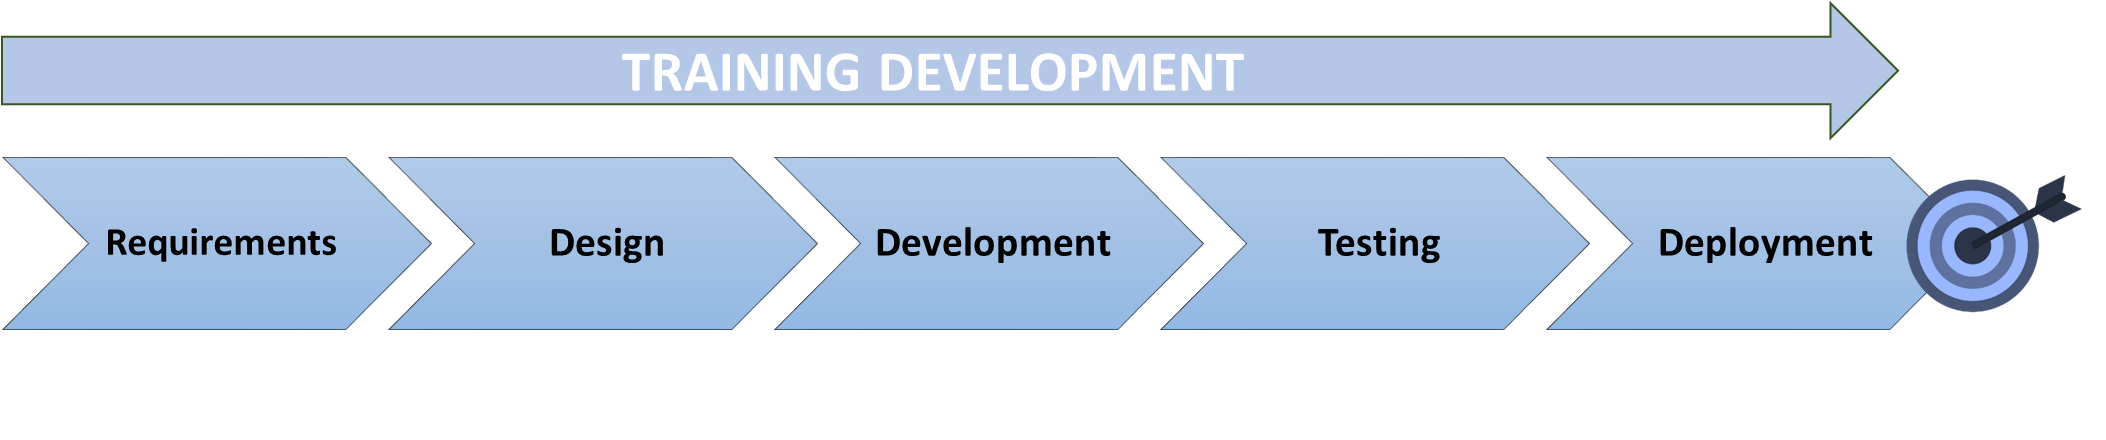 TRAINING DEVELOPMENT
Requirements
Design
Development
Testing
Deployment